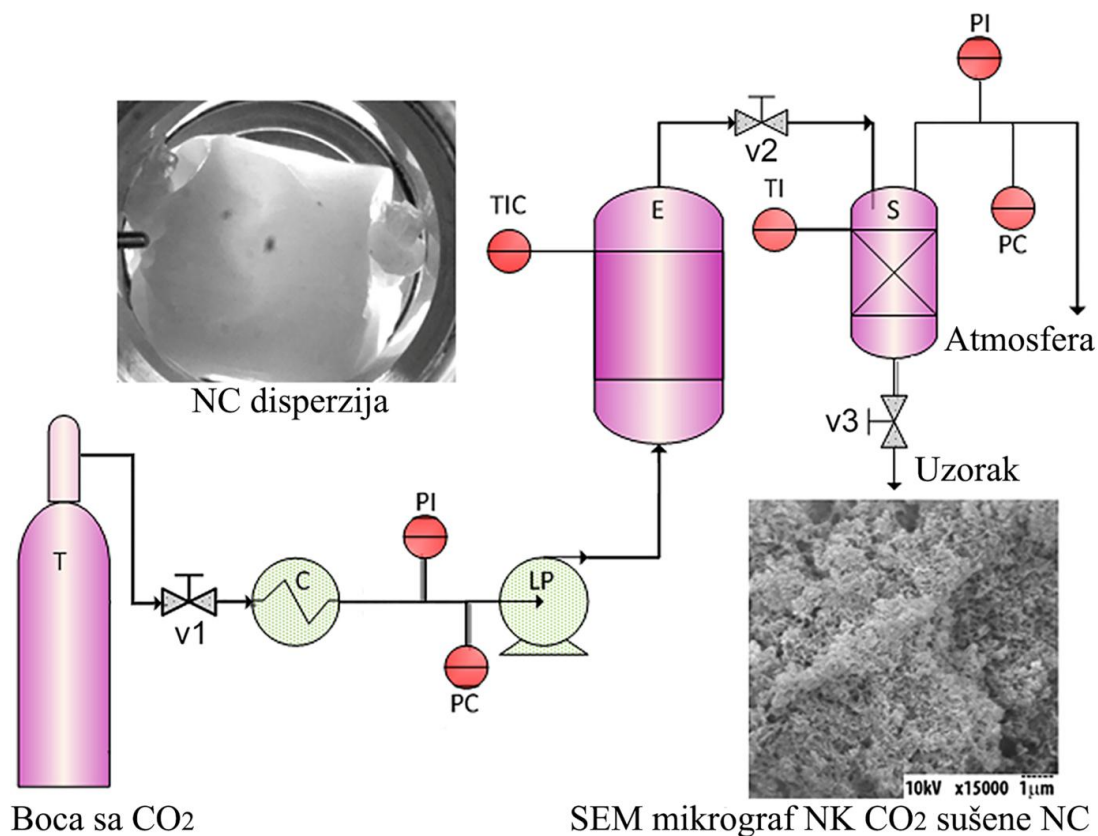 PI
E
v2
TI
S
TIC
PC
Atmosfera
NC disperzija
v3
Uzorak
PI
T
C
LP
v1
PC
10kV x15000 1μm
Boca sa CO2
SEM mikrograf NK CO2 sušene NC